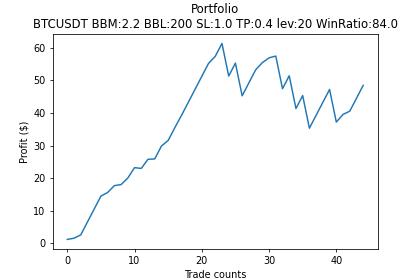 Portfolio
BTCUSDT BBM:2.2 BBL:200 SL:1.0 TP:0.4 lev:20 WinRatio:84.0
60
50
40
30
20
10
0
Profit ($)
0 10 20 30 40
Trade counts